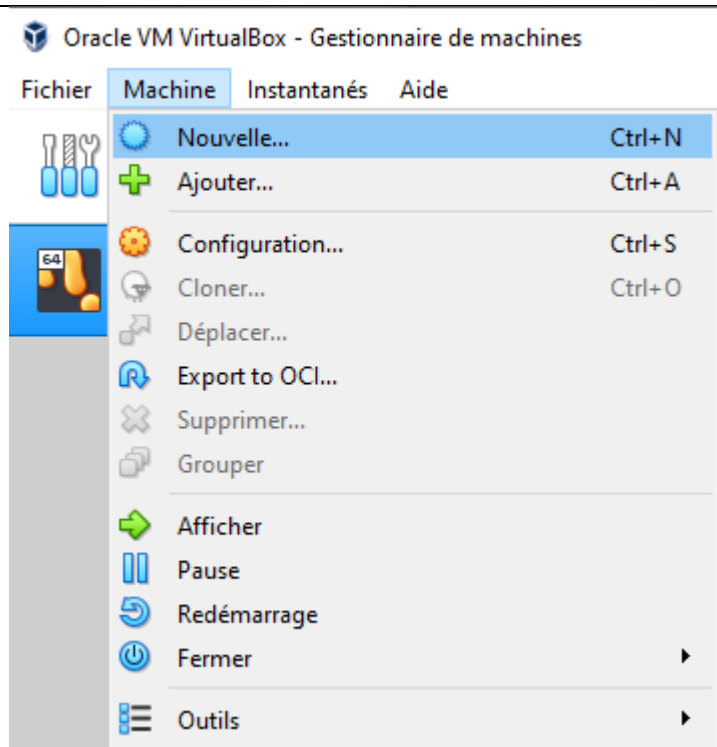 Oracle VM VirtualBox - Gestionnaire de machines
Fichier Machine Instantanés Aide
Nouvelle... Ctrl+N
Ajouter... Ctrl+A
64
Configuration... Ctrl+S
Cloner... Ctrl+O
Déplacer...
Export to OCI...
Supprimer...
Grouper
Afficher
Pause
Redémarrage
Fermer
Outils